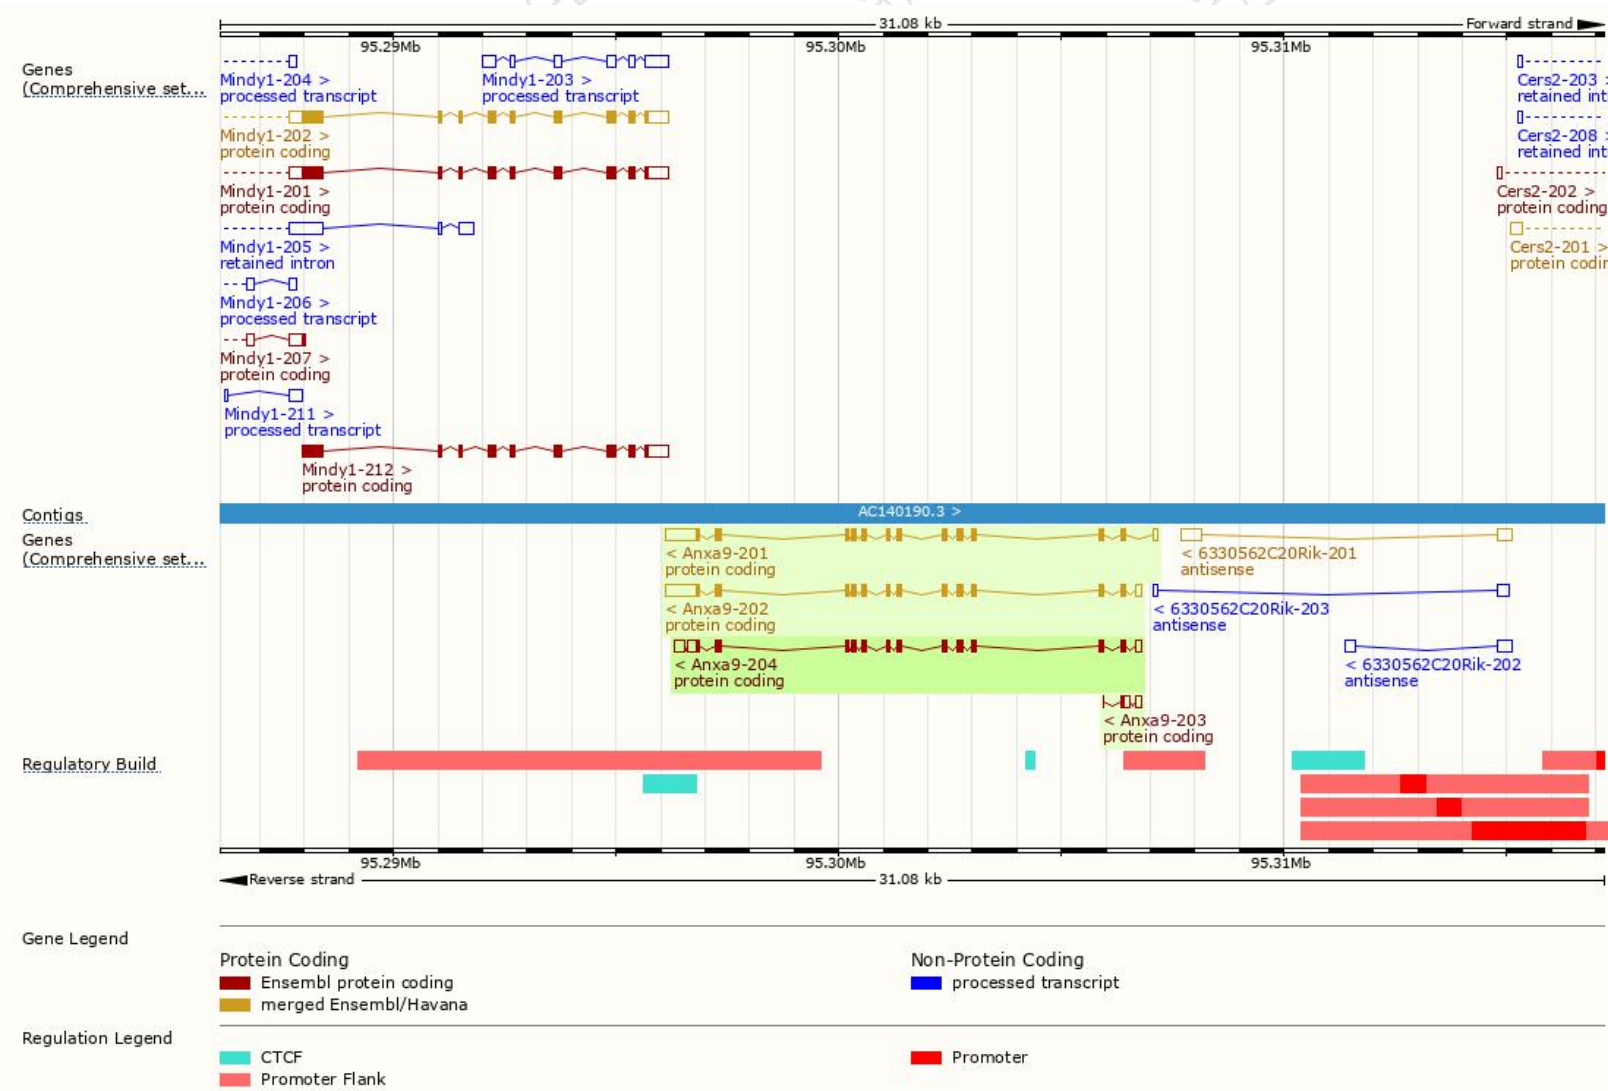 31.08 kb
Forward strand
95.29Mb
95.30Mb
95.31Mb
Genes
(Comprehensive set...
Mindy1-204 >
processed transcript
Mindy1-203 >
processed transcript
Cers2-203 >
retained int
Mindy1-202 >
protein coding
Cers2-208 >
retained int
Mindy1-201 >
protein coding
Cers2-202 >
protein coding
Mindy1-205 >
retained intron
Cers2-201 >
protein codin
Mindy1-206 >
processed transcript
Mindy1-207 >
protein coding
Mindy1-211 >
processed transcript
Mindy1-212 >
protein coding
Contigs
AC140190.3 >
Genes
(Comprehensive set...
< Anxa9-201
protein coding
< 6330562C20Rik-201
antisense
< Anxa9-202
protein coding
< 6330562C20Rik-203
antisense
< Anxa9-204
protein coding
< 6330562C20Rik-202
antisense
< Anxa9-203
protein coding
Regulatory Build
95.29Mb
95.30Mb
95.31Mb
Reverse strand
31.08 kb
Gene Legend
Protein Coding
Non-Protein Coding
Ensembl protein coding
processed transcript
merged Ensembl/Havana
Regulation Legend
CTCF
Promoter
Promoter Flank